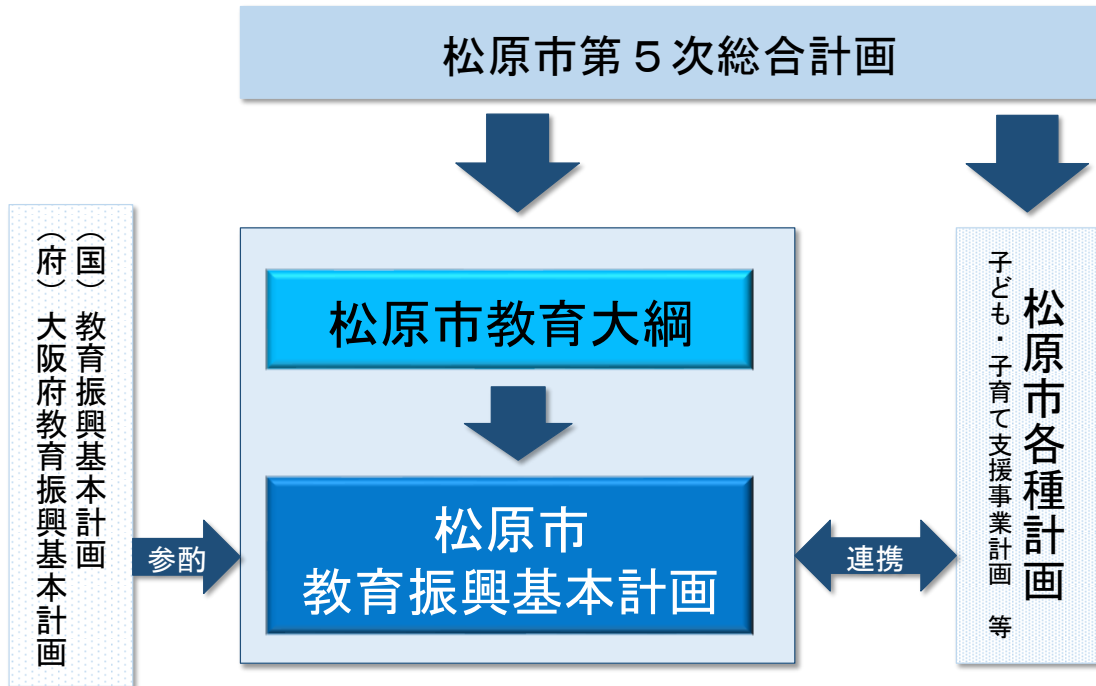 松原市第５次総合計画
（国）教育振興基本計画
（府）大阪府教育振興基本計画
参酌
松原市教育大綱
松原市
教育振興基本計画
連携
松原市各種計画
子ども・子育て支援事業計画　等